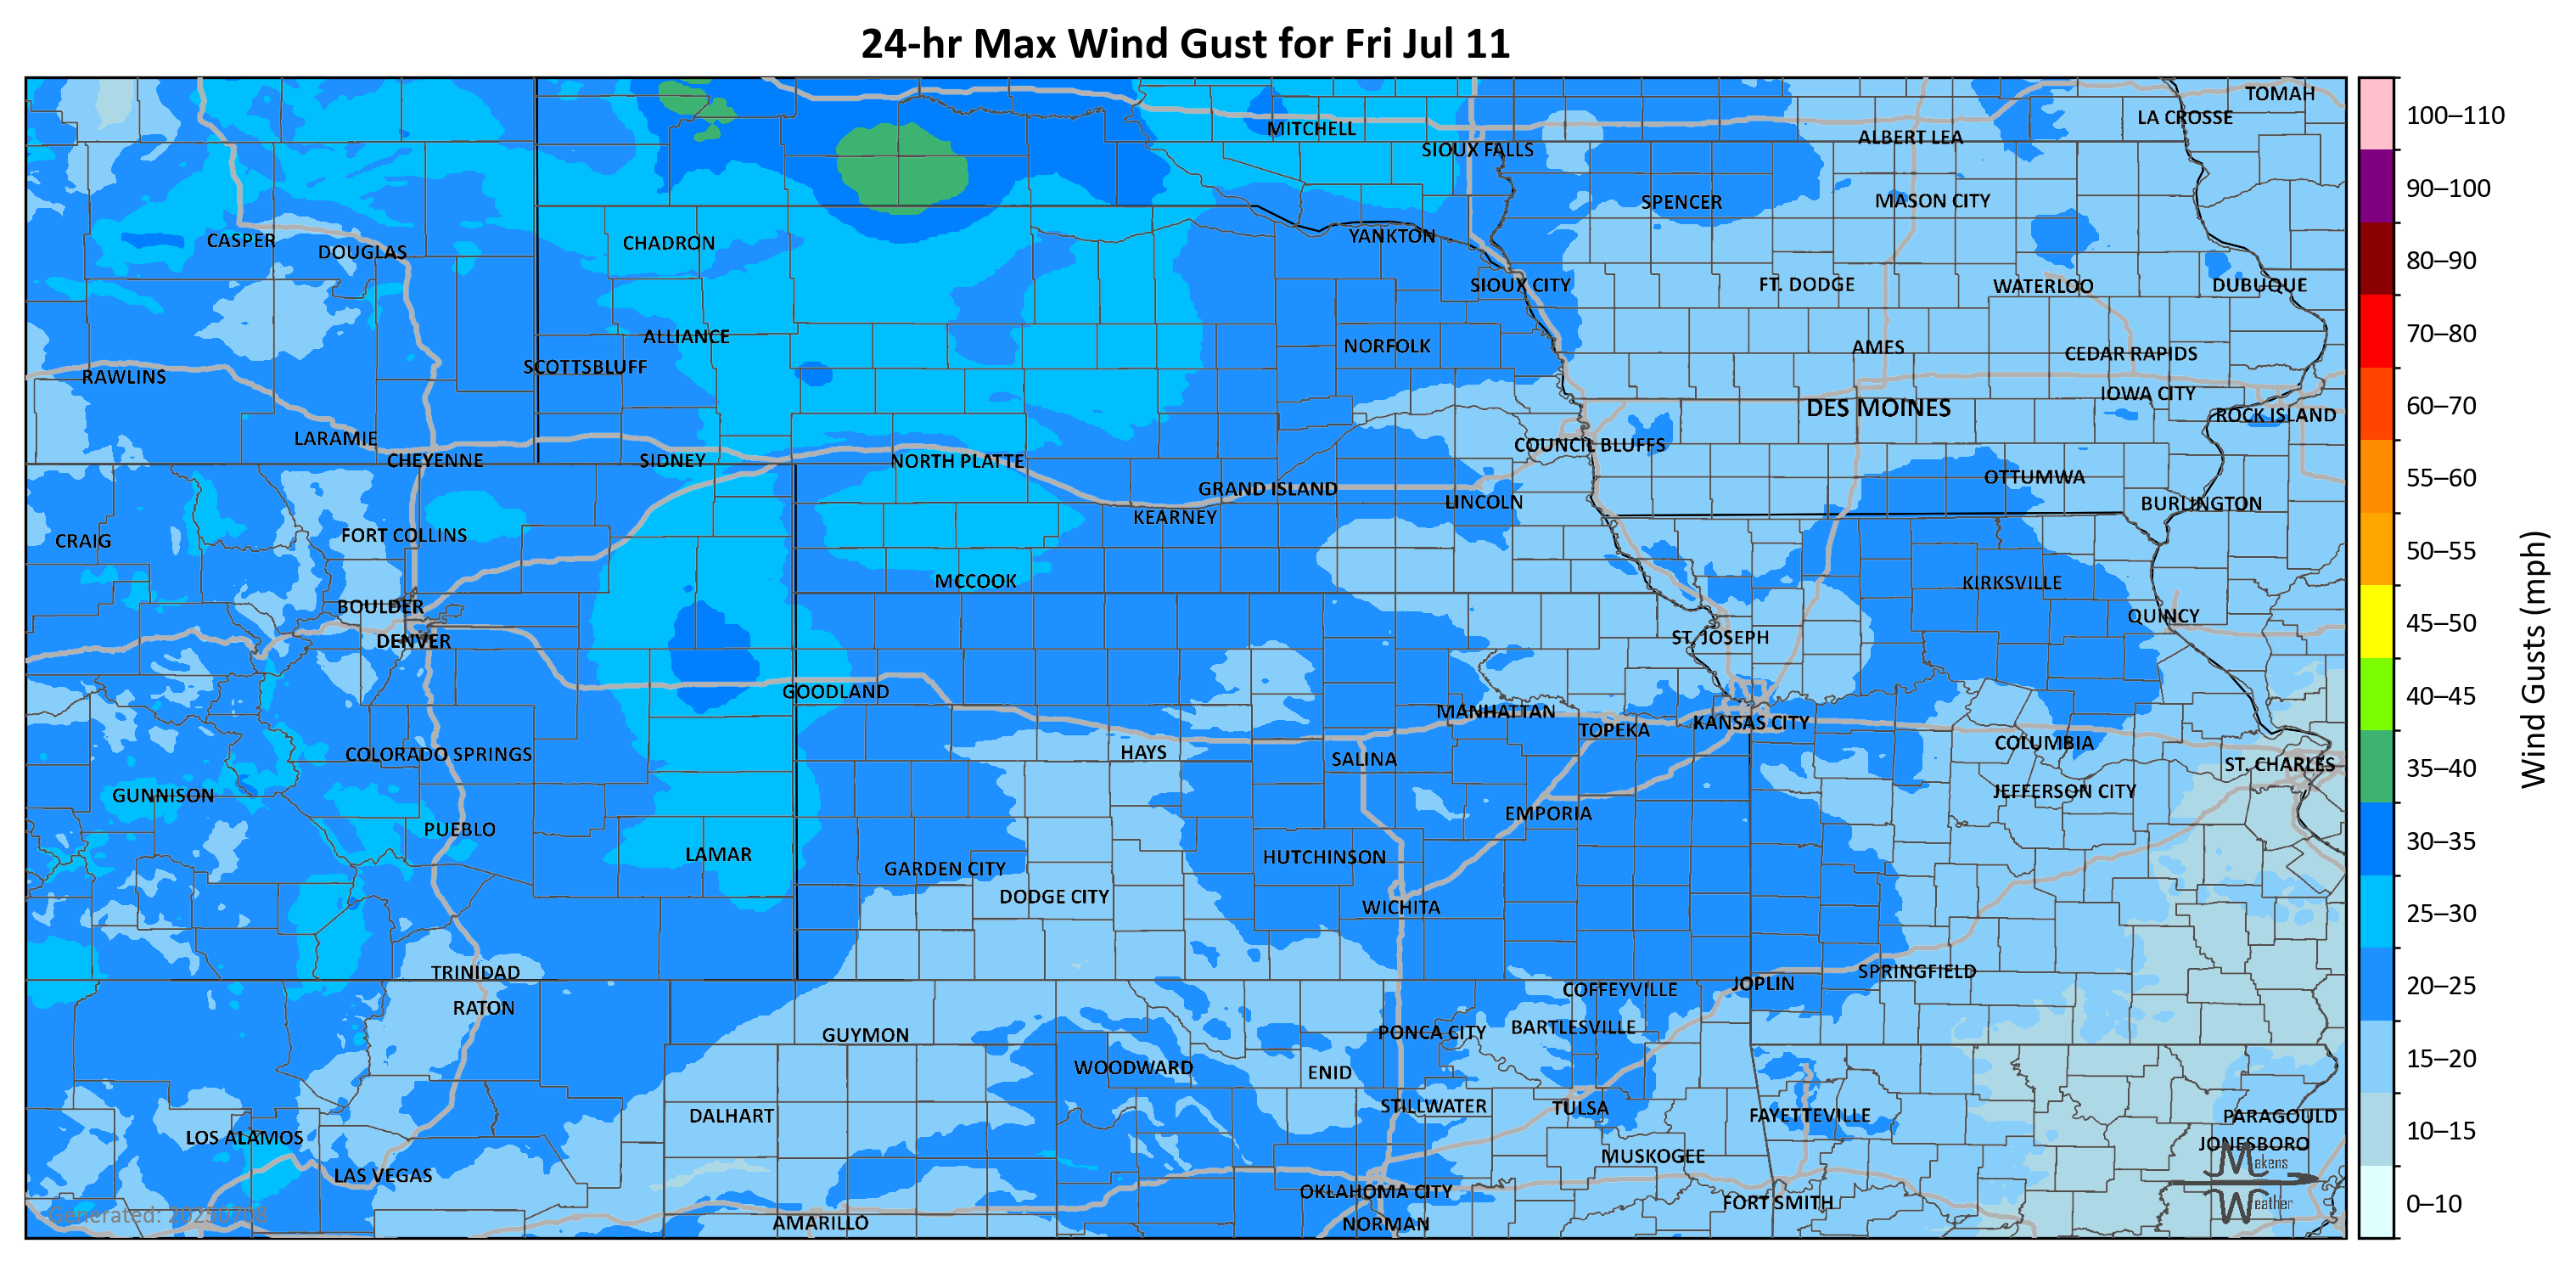 24-hr Max Wind Gust for Fri Jul 11
TOMAH
LA CROSSE
MITCHELL
ALBERT LEA
SIOUX FALLS
SPENCER
MASON CITY
CASPER
DOUGLAS
CHADRON
YANKTON
SIOUX CITY
FT. DODGE
WATERLOO
DUBUQUE
ALLIANCE
NORFOLK
AMES
CEDAR RAPIDS
SCOTTSBLUFF
RAWLINS
IOWA CITY
DES MOINES
ROCK ISLAND
LARAMIE
COUNCIL BLUFFS
CHEYENNE
SIDNEY
NORTH PLATTE
OTTUMWA
GRAND ISLAND
LINCOLN
BURLINGTON
KEARNEY
FORT COLLINS
CRAIG
MCCOOK
KIRKSVILLE
BOULDER
QUINCY
DENVER
ST. JOSEPH
GOODLAND
MANHATTAN
TOPEKA
KANSAS CITY
COLUMBIA
COLORADO SPRINGS
HAYS
SALINA
ST. CHARLES
GUNNISON
JEFFERSON CITY
EMPORIA
PUEBLO
LAMAR
HUTCHINSON
GARDEN CITY
DODGE CITY
WICHITA
TRINIDAD
SPRINGFIELD
JOPLIN
COFFEYVILLE
RATON
GUYMON
PONCA CITY
BARTLESVILLE
WOODWARD
ENID
STILLWATER
TULSA
DALHART
FAYETTEVILLE
PARAGOULD
LOS ALAMOS
JONESBORO
MUSKOGEE
LAS VEGAS
OKLAHOMA CITY
FORT SMITH
AMARILLO
NORMAN
Generated: 20250708
Makens
Weather
100–110
90–100
80–90
70–80
60–70
55–60
50–55
45–50
40–45
35–40
30–35
25–30
20–25
15–20
10–15
0–10
Wind Gusts (mph)